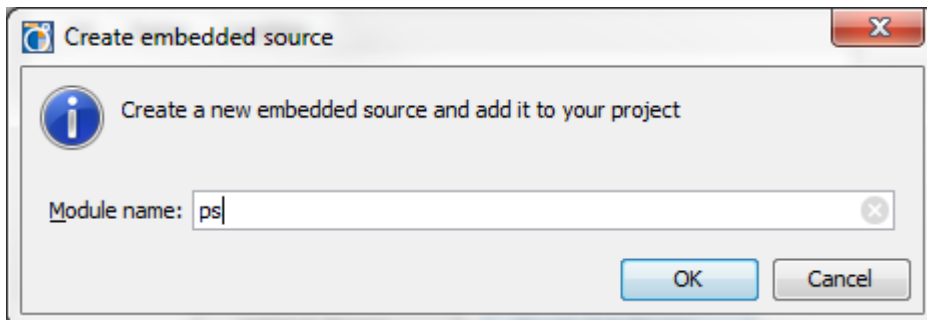 Create embedded source
Create a new embedded source and add it to your project
Module name: ps
OK Cancel